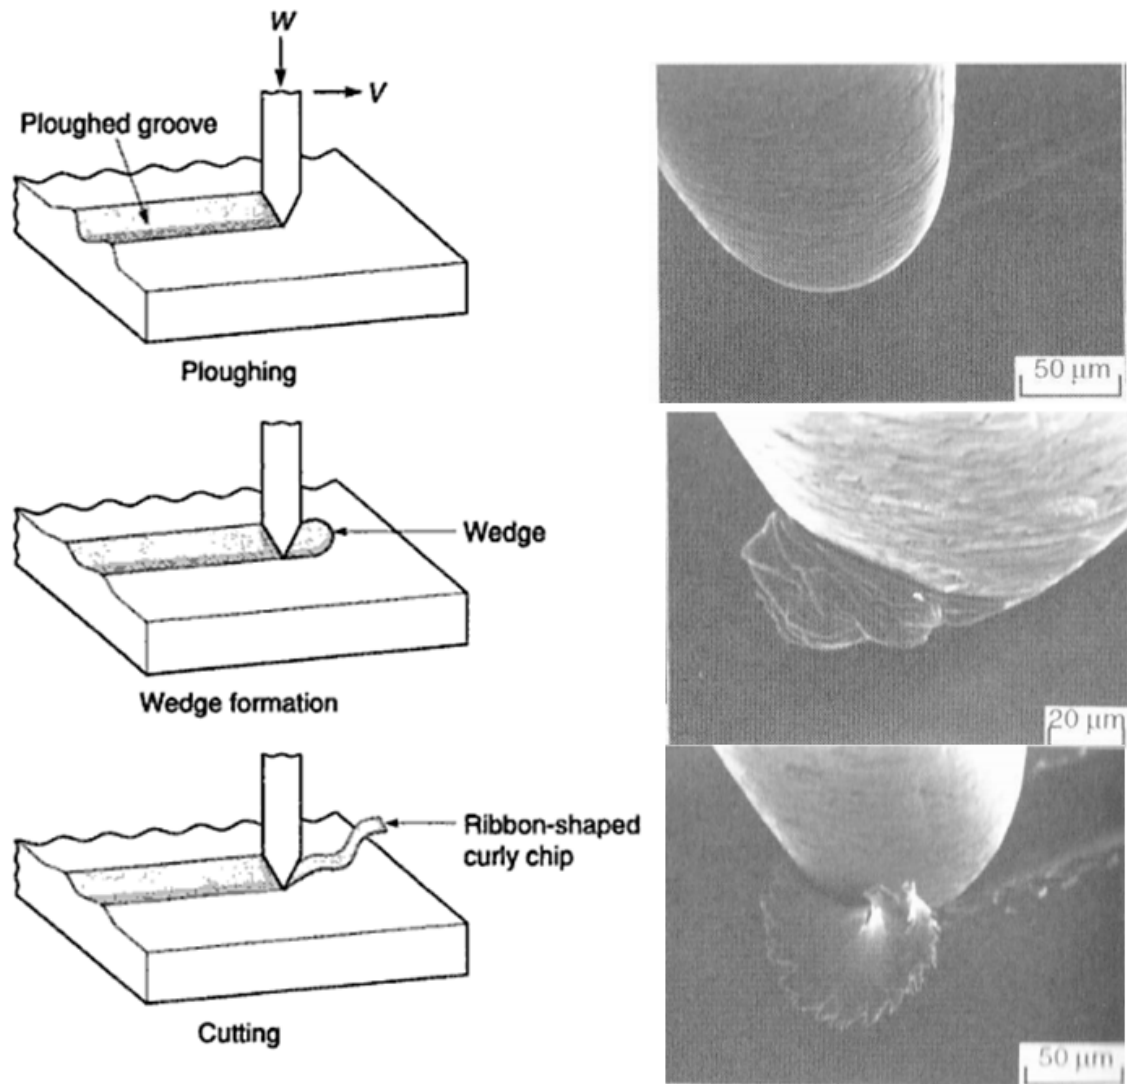 W
V
Ploughed groove
Ploughing
50 μm
Wedge
Wedge formation
20 μm
Ribbon-shaped
curly chip
Cutting
50 μm